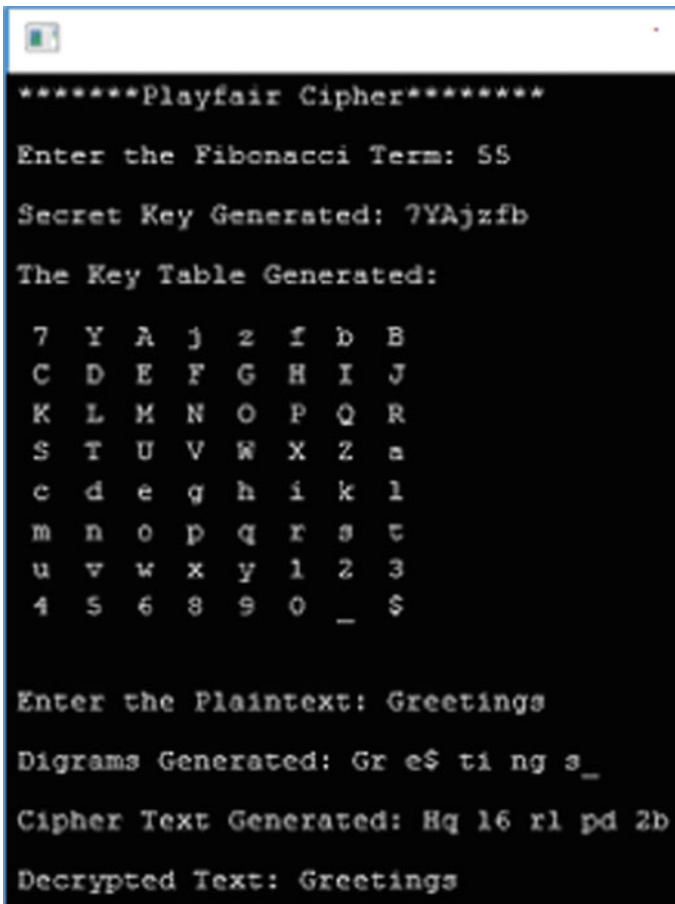 *******Playfair Cipher********
Enter the Fibonacci Term: 55
Secret Key Generated: 7YAjzfb
The Key Table Generated:
7 Y A j z f b B
C D E F G H I J
K L M N O P Q R
S T U V W X Z a
c d e g h i k l
m n o p q r s t
u v w x y 1 2 3
4 5 6 8 9 0 _ $
Enter the Plaintext: Greetings
Digrams Generated: Gr e$ ti ng s_
Cipher Text Generated: Hq l6 rl pd 2b
Decrypted Text: Greetings